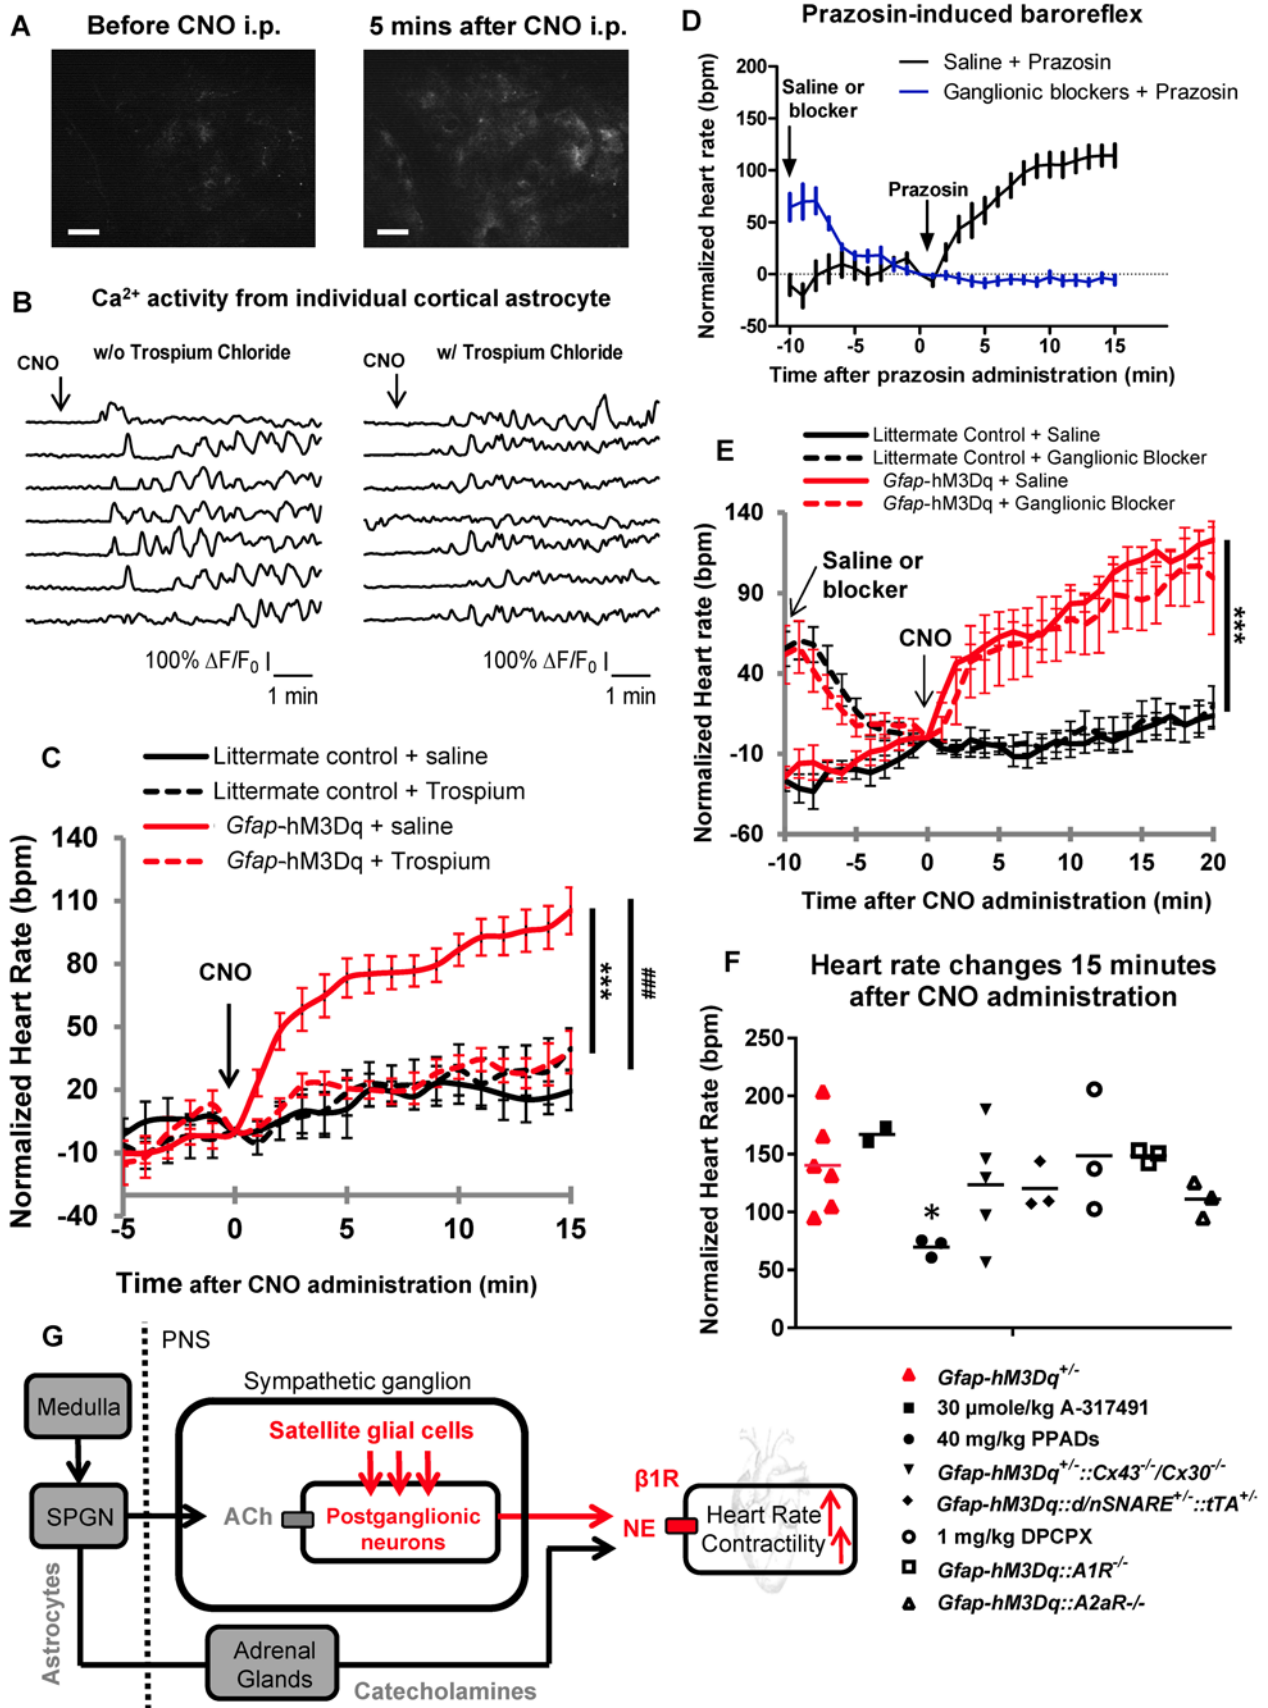 A
Before CNO i.p.
5 mins after CNO i.p.
B
Ca²⁺ activity from individual cortical astrocyte
w/o Trospium Chloride
w/ Trospium Chloride
CNO
CNO
100% ΔF/F₀
1 min
100% ΔF/F₀
1 min
C
Littermate control + saline
Littermate control + Trospium
Gfap-hM3Dq + saline
Gfap-hM3Dq + Trospium
Normalized Heart Rate (bpm)
140
110
80
50
20
-10
-40
CNO
***
###
-5
0
5
10
15
Time after CNO administration (min)
D
Prazosin-induced baroreflex
Saline + Prazosin
Ganglionic blockers + Prazosin
Normalized heart rate (bpm)
200
150
100
50
0
-50
Saline or
blocker
Prazosin
-10
-5
0
5
10
15
Time after prazosin administration (min)
E
Littermate Control + Saline
Littermate Control + Ganglionic Blocker
Gfap-hM3Dq + Saline
Gfap-hM3Dq + Ganglionic Blocker
Normalized Heart rate (bpm)
140
90
40
-10
-60
Saline or
blocker
CNO
***
-10
-5
0
5
10
15
20
Time after CNO administration (min)
F
Heart rate changes 15 minutes
after CNO administration
Normalized Heart Rate (bpm)
250
200
150
100
50
0
*
Gfap-hM3Dq⁺/⁻
30 μmole/kg A-317491
40 mg/kg PPADs
Gfap-hM3Dq⁺/⁻::Cx43⁻/⁻/Cx30⁻/⁻
Gfap-hM3Dq::d/nSNARE⁺/⁻::tTA⁺/⁻
1 mg/kg DPCPX
Gfap-hM3Dq::A1R⁻/⁻
Gfap-hM3Dq::A2aR-/-
G
PNS
Medulla
SPGN
Astrocytes
Sympathetic ganglion
Satellite glial cells
ACh
Postganglionic
neurons
Adrenal
Glands
Catecholamines
β1R
NE
Heart Rate
Contractility